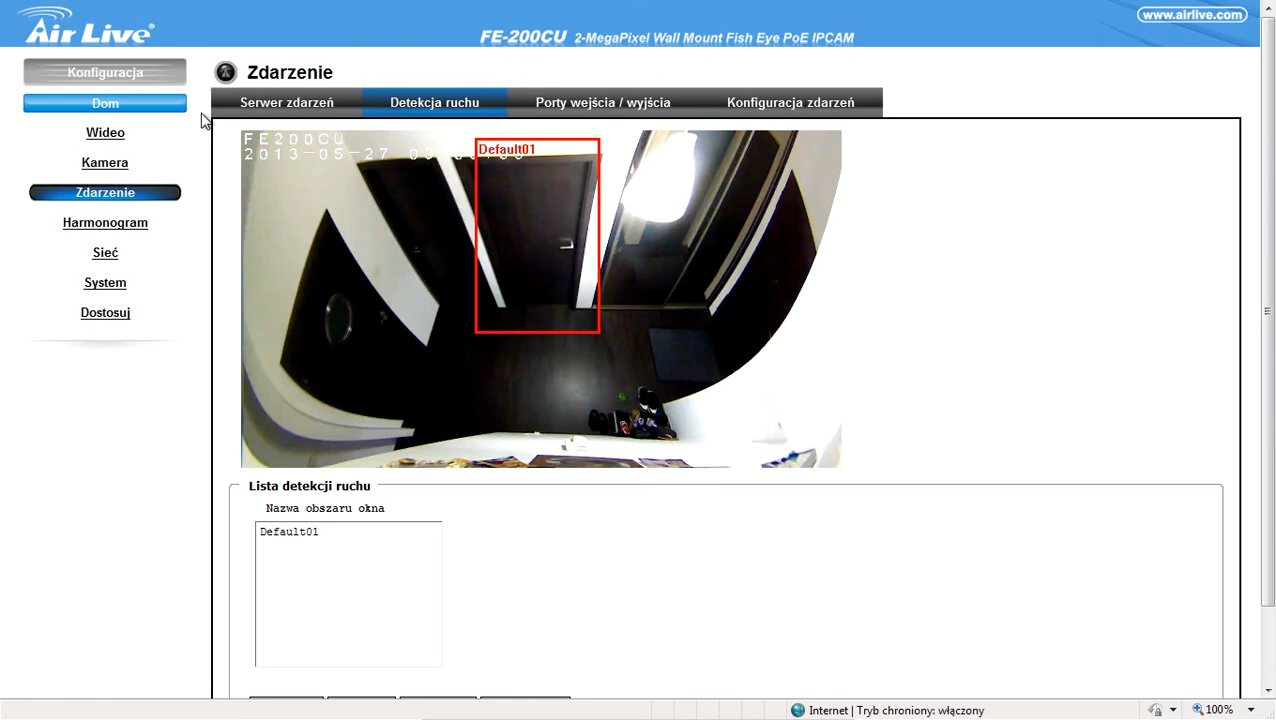 Air Live
www.airlive.com
FE-200CU 2-MegaPixel Wall Mount Fish Eye PoE IPCAM
Konfiguracja
Dom
Wideo
Kamera
Zdarzenie
Harmonogram
Sieć
System
Dostosuj
Zdarzenie
Serwer zdarzeń
Detekcja ruchu
Porty wejścia / wyjścia
Konfiguracja zdarzeń
FE200CU
2013-05-27
Default01
Lista detekcji ruchu
Nazwa obszaru okna
Default01
Internet | Tryb chroniony: włączony
100%